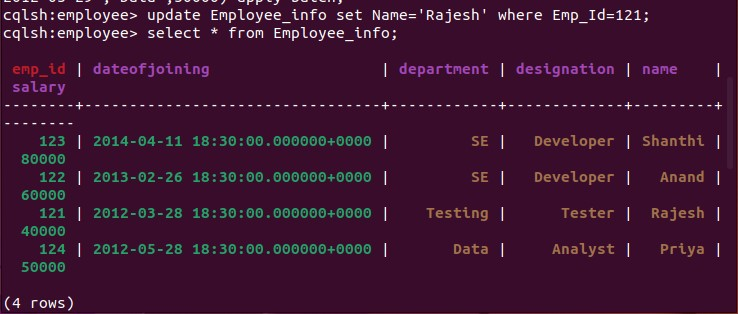 cqlsh:employee> update Employee_info set Name='Rajesh' where Emp_Id=121;
cqlsh:employee> select * from Employee_info;
emp_id | dateofjoining | department | designation | name |
salary
--------+---------------------------------+------------+-------------+---------+
--------
123 | 2014-04-11 18:30:00.000000+0000 | SE | Developer | Shanthi |
80000
122 | 2013-02-26 18:30:00.000000+0000 | SE | Developer | Anand |
60000
121 | 2012-03-28 18:30:00.000000+0000 | Testing | Tester | Rajesh |
40000
124 | 2012-05-28 18:30:00.000000+0000 | Data | Analyst | Priya |
50000
(4 rows)